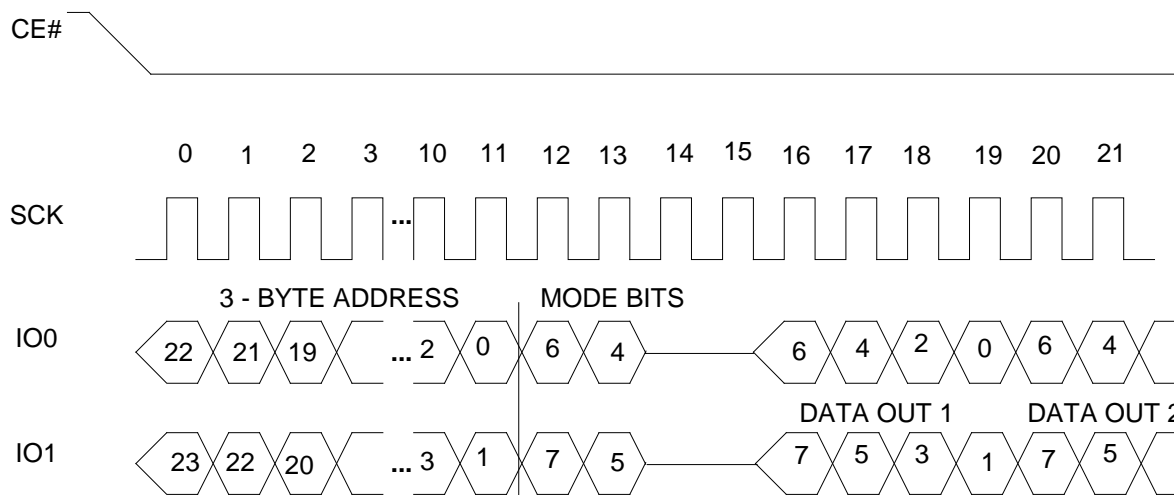 CE#
0 1 2 3 10 11 12 13 14 15 16 17 18 19 20 21
SCK ...
3 - BYTE ADDRESS MODE BITS
IO0 22 21 19 ... 2 0 6 4 6 4 2 0 6 4
DATA OUT 1 DATA OUT 2
IO1 23 22 20 ... 3 1 7 5 7 5 3 1 7 5